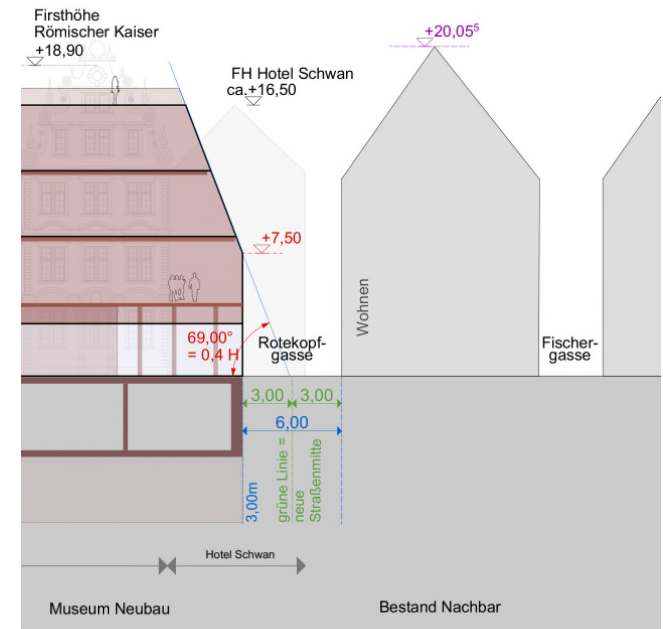 Firsthöhe
Römischer Kaiser
+18,90
FH Hotel Schwan
ca.+16,50
+20,05⁵
+7,50
69,00°
= 0,4 H
Rotekopf-
gasse
Wohnen
Fischer-
gasse
3,00
3,00
6,00
3,00m
grüne Linie =
neue
Straßenmitte
Hotel Schwan
Museum Neubau
Bestand Nachbar